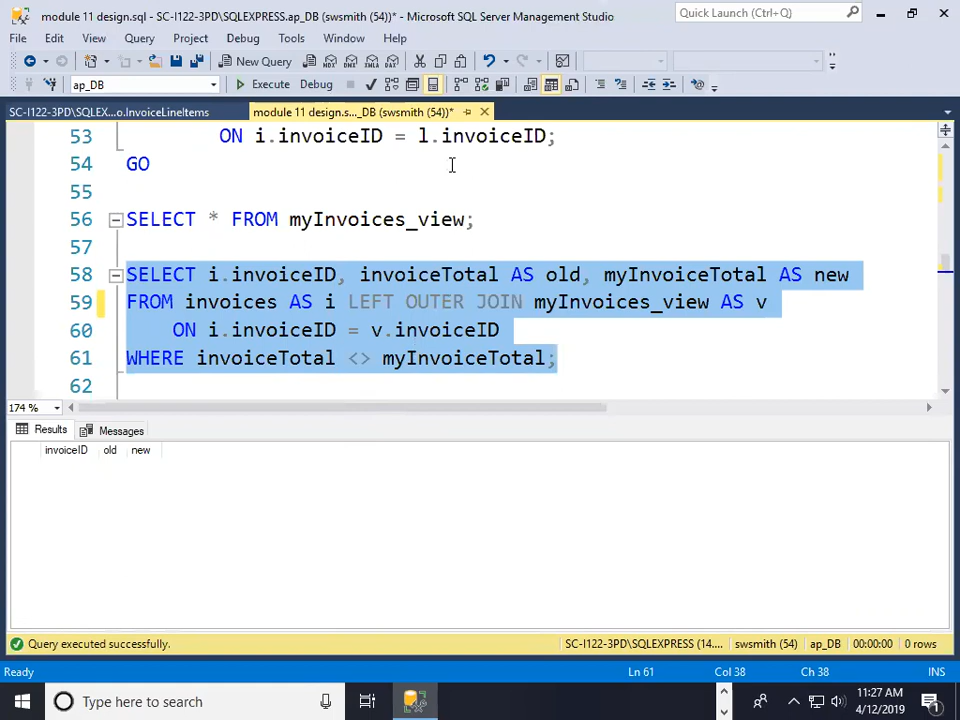 module 11 design.sql - SC-I122-3PD\SQLEXPRESS.ap_DB (swsmith (54))* - Microsoft SQL Server Management Studio
Quick Launch (Ctrl+Q)
File Edit View Query Project Debug Tools Window Help
New Query
MDX DMX XMLA DAX
ap_DB
Execute Debug
SC-I122-3PD\SQLEX...o.InvoiceLineItems
module 11 design.s..._DB (swsmith (54))*
53 ON i.invoiceID = l.invoiceID;
54 GO
55
56 SELECT * FROM myInvoices_view;
57
58 SELECT i.invoiceID, invoiceTotal AS old, myInvoiceTotal AS new
59 FROM invoices AS i LEFT OUTER JOIN myInvoices_view AS v
60 ON i.invoiceID = v.invoiceID
61 WHERE invoiceTotal <> myInvoiceTotal;
62
174 %
Results Messages
invoiceID old new
Query executed successfully.
SC-I122-3PD\SQLEXPRESS (14.... swsmith (54) ap_DB 00:00:00 0 rows
Ready Ln 61 Col 38 Ch 38 INS
Type here to search
11:27 AM
4/12/2019
1